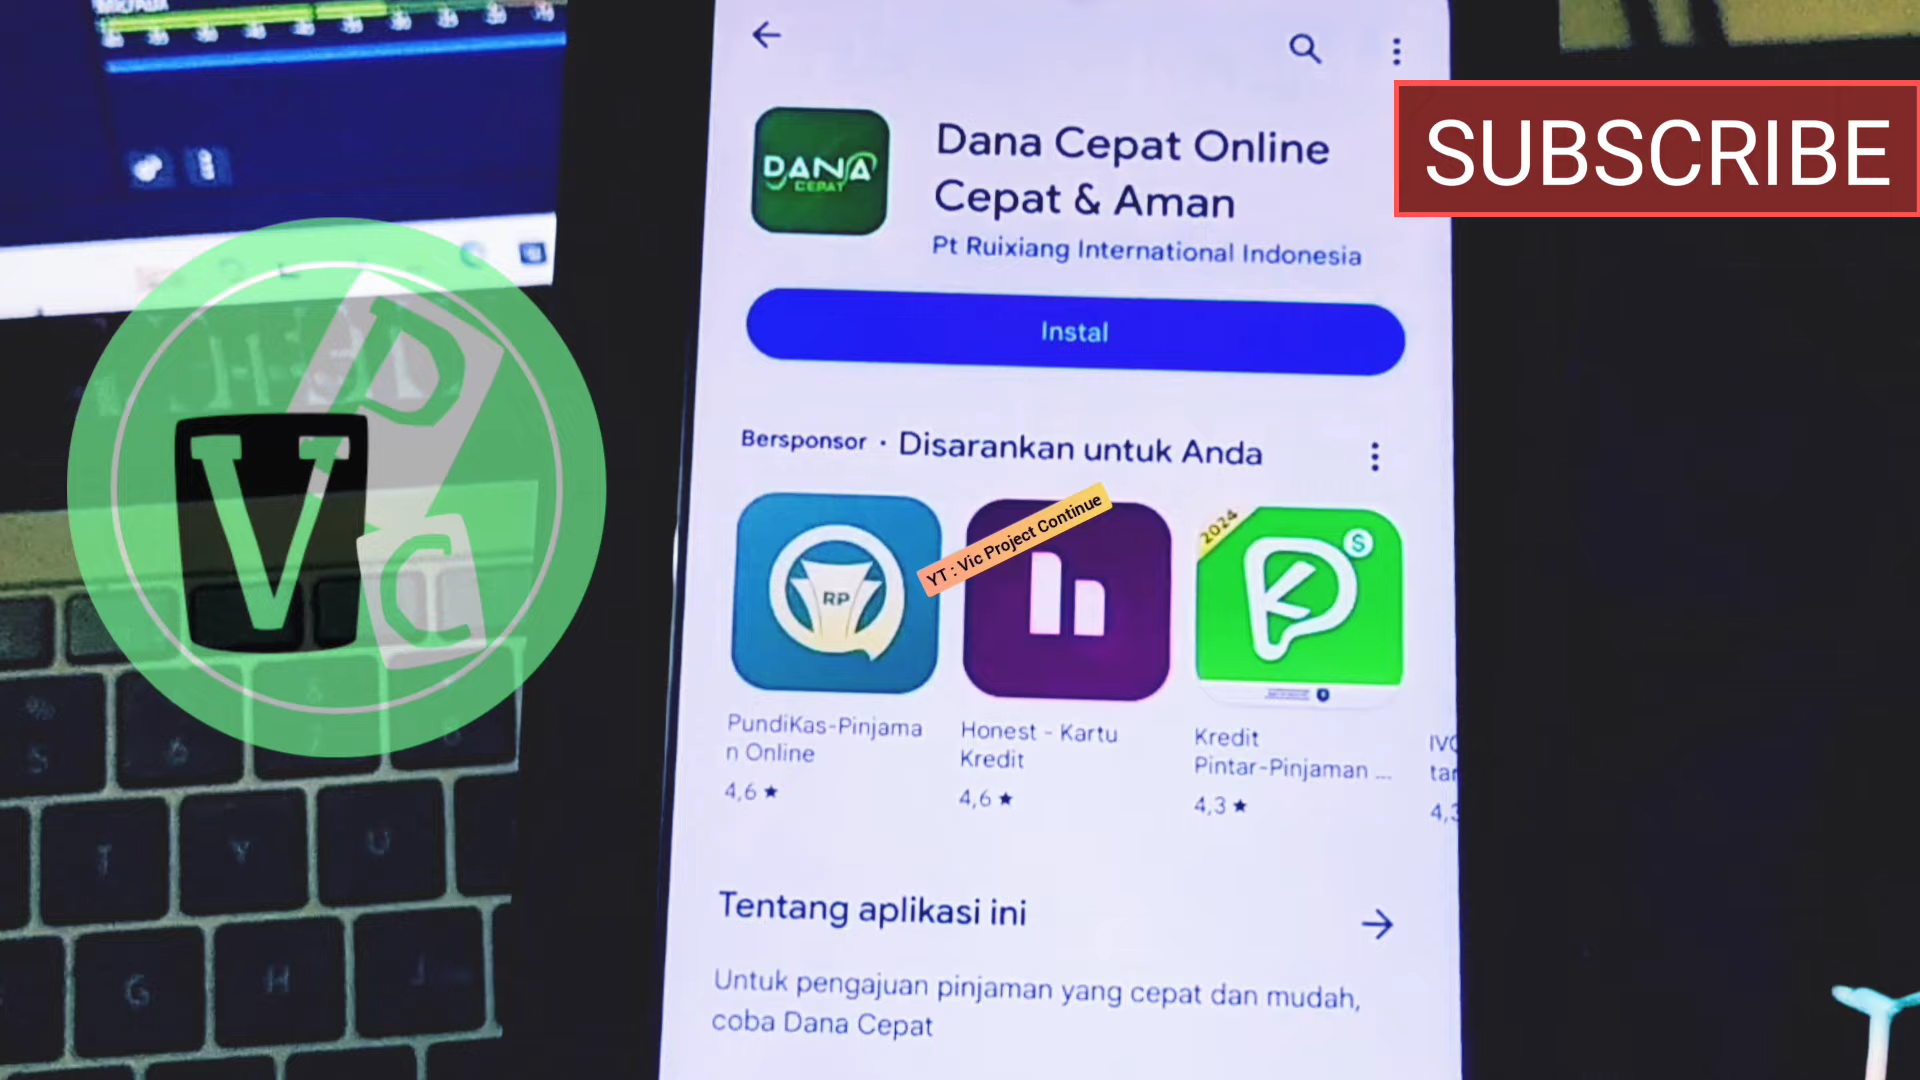 DANA
CEPAT
Dana Cepat Online
Cepat & Aman
Pt Ruixiang International Indonesia
SUBSCRIBE
Instal
Bersponsor · Disarankan untuk Anda
YT : Vic Project Continue
RP
2024
$
PundiKas-Pinjama
n Online
4,6 ★
Honest - Kartu
Kredit
4,6 ★
Kredit
Pintar-Pinjaman ...
4,3 ★
4,3
Tentang aplikasi ini
Untuk pengajuan pinjaman yang cepat dan mudah,
coba Dana Cepat
V
P
C
T
Y
U
G
H
J